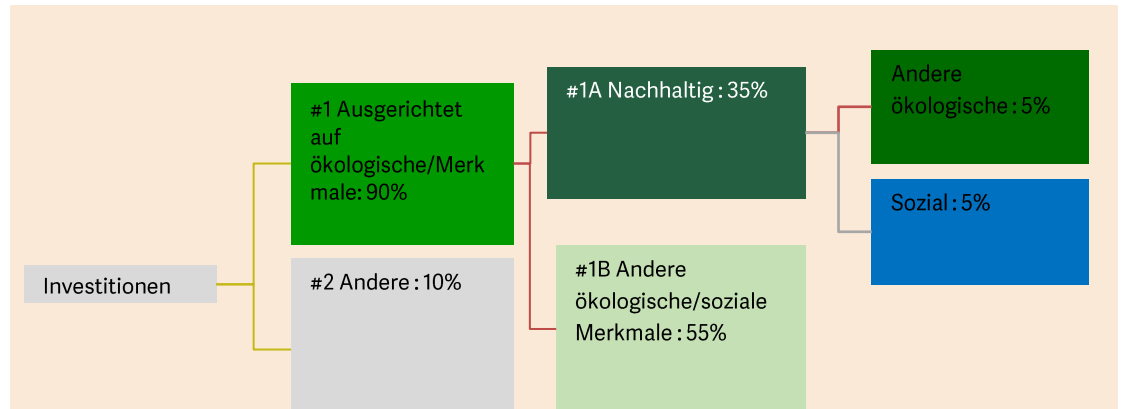 Investitionen
#1 Ausgerichtet
auf
ökologische/Merk
male: 90%
#2 Andere : 10%
#1A Nachhaltig : 35%
#1B Andere
ökologische/soziale
Merkmale : 55%
Andere
ökologische : 5%
Sozial : 5%